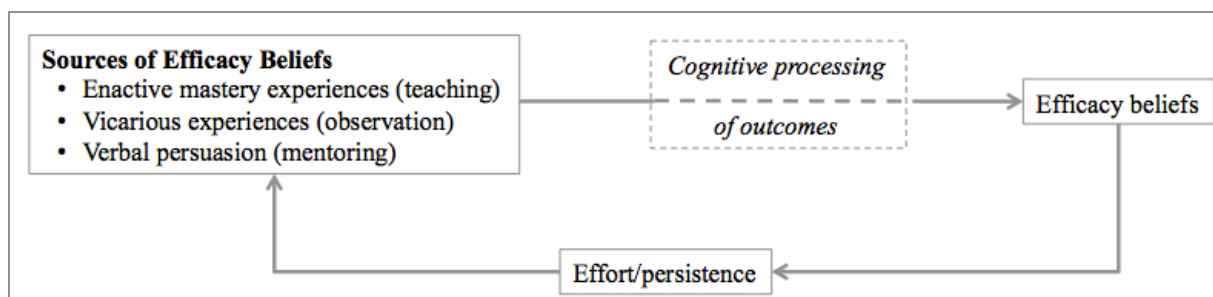 Sources of Efficacy Beliefs
• Enactive mastery experiences (teaching)
• Vicarious experiences (observation)
• Verbal persuasion (mentoring)
Cognitive processing
of outcomes
Efficacy beliefs
Effort/persistence